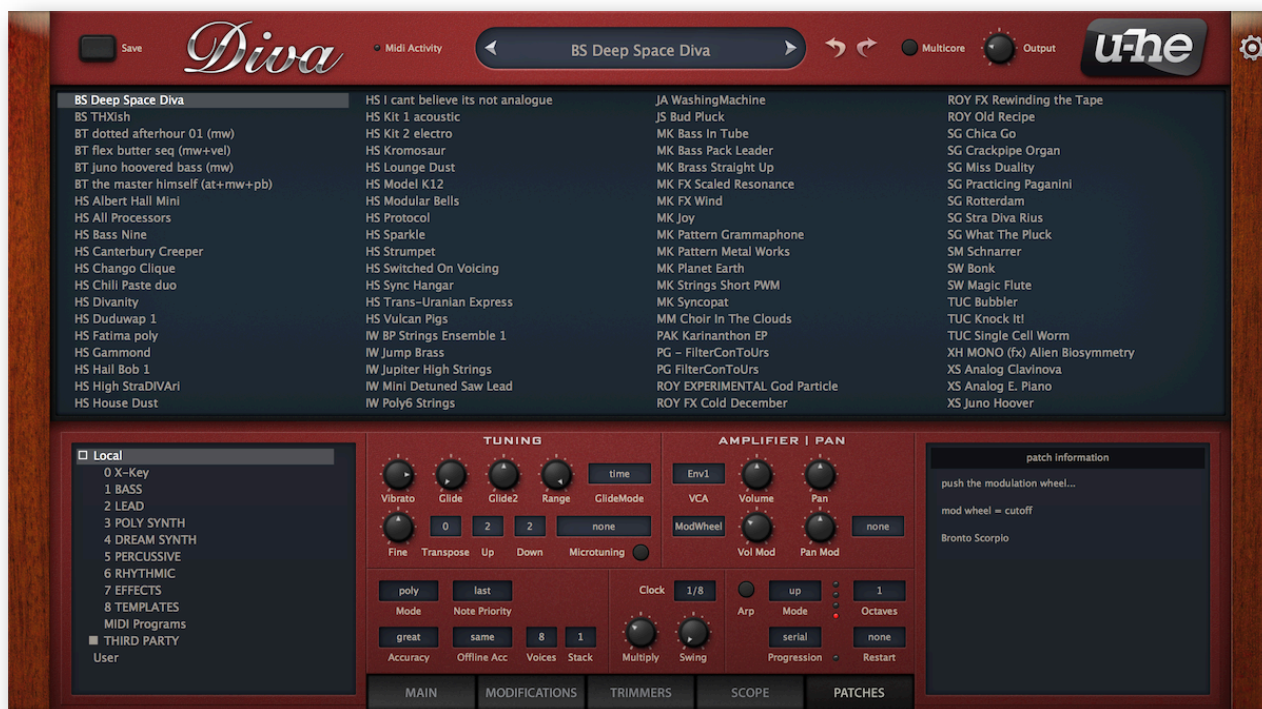 Save
Diva
Midi Activity
BS Deep Space Diva
Multicore
Output
u-he
BS Deep Space Diva
BS THXish
BT dotted afterhour 01 (mw)
BT flex butter seq (mw+vel)
BT juno hoovered bass (mw)
BT the master himself (at+mw+pb)
HS Albert Hall Mini
HS All Processors
HS Bass Nine
HS Canterbury Creeper
HS Chango Clique
HS Chili Paste duo
HS Divanity
HS Duduwap 1
HS Fatima poly
HS Gammond
HS Hail Bob 1
HS High StraDIVAri
HS House Dust
HS I cant believe its not analogue
HS Kit 1 acoustic
HS Kit 2 electro
HS Kromosaur
HS Lounge Dust
HS Model K12
HS Modular Bells
HS Protocol
HS Sparkle
HS Strumpet
HS Switched On Voicing
HS Sync Hangar
HS Trans-Uranian Express
HS Vulcan Pigs
IW BP Strings Ensemble 1
IW Jump Brass
IW Jupiter High Strings
IW Mini Detuned Saw Lead
IW Poly6 Strings
JA WashingMachine
JS Bud Pluck
MK Bass In Tube
MK Bass Pack Leader
MK Brass Straight Up
MK FX Scaled Resonance
MK FX Wind
MK Joy
MK Pattern Grammaphone
MK Pattern Metal Works
MK Planet Earth
MK Strings Short PWM
MK Syncopat
MM Choir In The Clouds
PAK Karinanthon EP
PG - FilterConToUrs
PG FilterConToUrs
ROY EXPERIMENTAL God Particle
ROY FX Cold December
ROY FX Rewinding the Tape
ROY Old Recipe
SG Chica Go
SG Crackpipe Organ
SG Miss Duality
SG Practicing Paganini
SG Rotterdam
SG Stra Diva Rius
SG What The Pluck
SM Schnarrer
SW Bonk
SW Magic Flute
TUC Bubbler
TUC Knock It!
TUC Single Cell Worm
XH MONO (fx) Alien Biosymmetry
XS Analog Clavinova
XS Analog E. Piano
XS Juno Hoover
Local
0 X-Key
1 BASS
2 LEAD
3 POLY SYNTH
4 DREAM SYNTH
5 PERCUSSIVE
6 RHYTHMIC
7 EFFECTS
8 TEMPLATES
MIDI Programs
THIRD PARTY
User
TUNING
time
Vibrato Glide Glide2 Range GlideMode
0 2 2 none
Fine Transpose Up Down Microtuning
AMPLIFIER | PAN
Env1
VCA Volume Pan
ModWheel none
Vol Mod Pan Mod
poly last
Mode Note Priority
great same 8 1
Accuracy Offline Acc Voices Stack
Clock 1/8
Multiply Swing
up 1
Arp Mode Octaves
serial none
Progression Restart
patch information
push the modulation wheel...
mod wheel = cutoff
Bronto Scorpio
MAIN MODIFICATIONS TRIMMERS SCOPE PATCHES